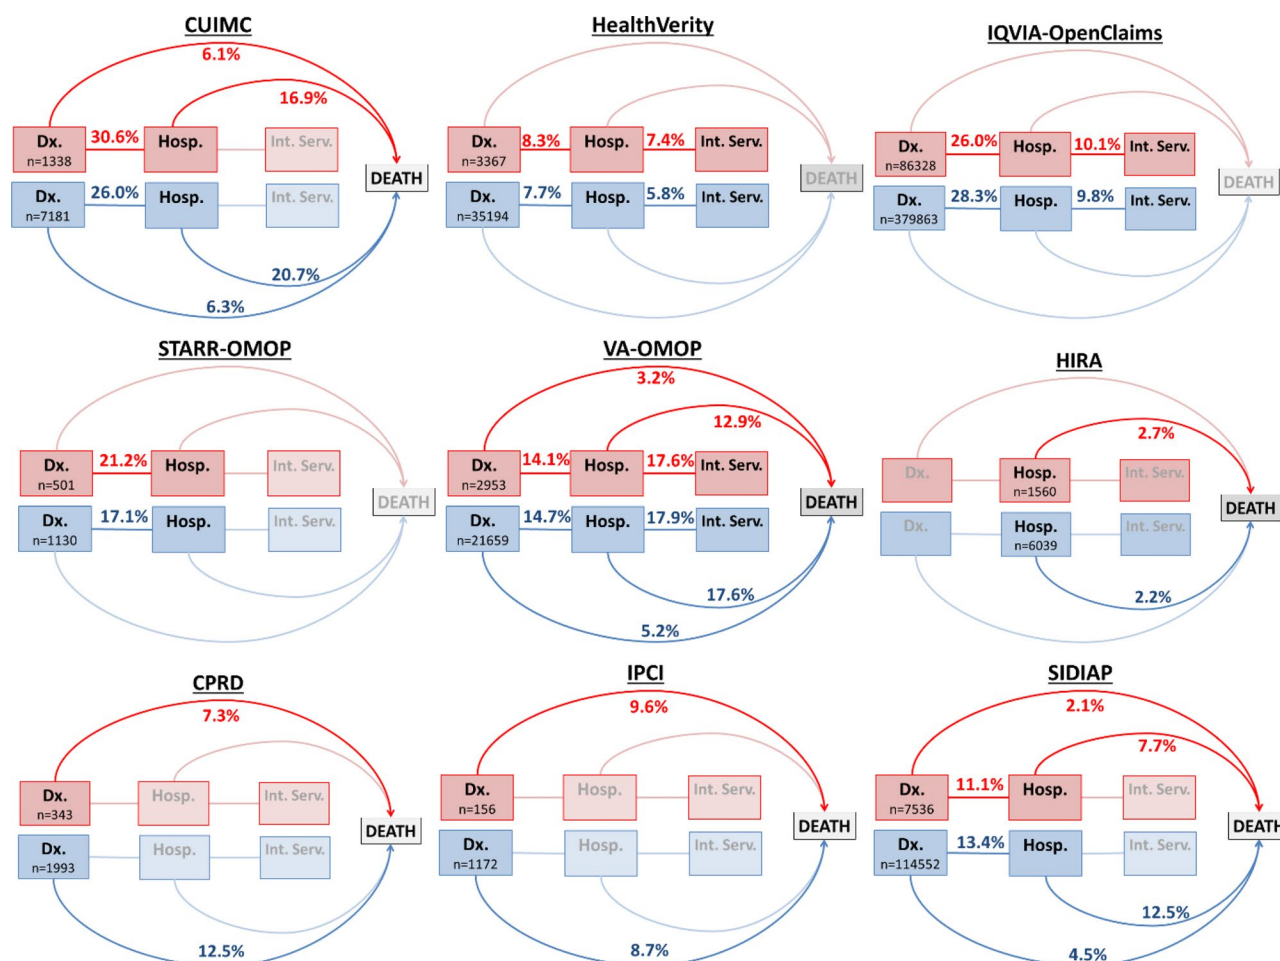 CUIMC
6.1%
16.9%
Dx.
n=1338
30.6%
Hosp.
Int. Serv.
DEATH
Dx.
n=7181
26.0%
Hosp.
Int. Serv.
20.7%
6.3%
HealthVerity
Dx.
n=3367
8.3%
Hosp.
7.4%
Int. Serv.
DEATH
Dx.
n=35194
7.7%
Hosp.
5.8%
Int. Serv.
IQVIA-OpenClaims
Dx.
n=86328
26.0%
Hosp.
10.1%
Int. Serv.
DEATH
Dx.
n=379863
28.3%
Hosp.
9.8%
Int. Serv.
STARR-OMOP
Dx.
n=501
21.2%
Hosp.
Int. Serv.
DEATH
Dx.
n=1130
17.1%
Hosp.
Int. Serv.
VA-OMOP
3.2%
12.9%
Dx.
n=2953
14.1%
Hosp.
17.6%
Int. Serv.
DEATH
Dx.
n=21659
14.7%
Hosp.
17.9%
Int. Serv.
17.6%
5.2%
HIRA
2.7%
Dx.
Hosp.
n=1560
Int. Serv.
DEATH
Dx.
Hosp.
n=6039
Int. Serv.
2.2%
CPRD
7.3%
Dx.
n=343
Hosp.
Int. Serv.
DEATH
Dx.
n=1993
Hosp.
Int. Serv.
12.5%
IPCI
9.6%
Dx.
n=156
Hosp.
Int. Serv.
DEATH
Dx.
n=1172
Hosp.
Int. Serv.
8.7%
SIDIAP
2.1%
7.7%
Dx.
n=7536
11.1%
Hosp.
Int. Serv.
DEATH
Dx.
n=114552
13.4%
Hosp.
Int. Serv.
12.5%
4.5%